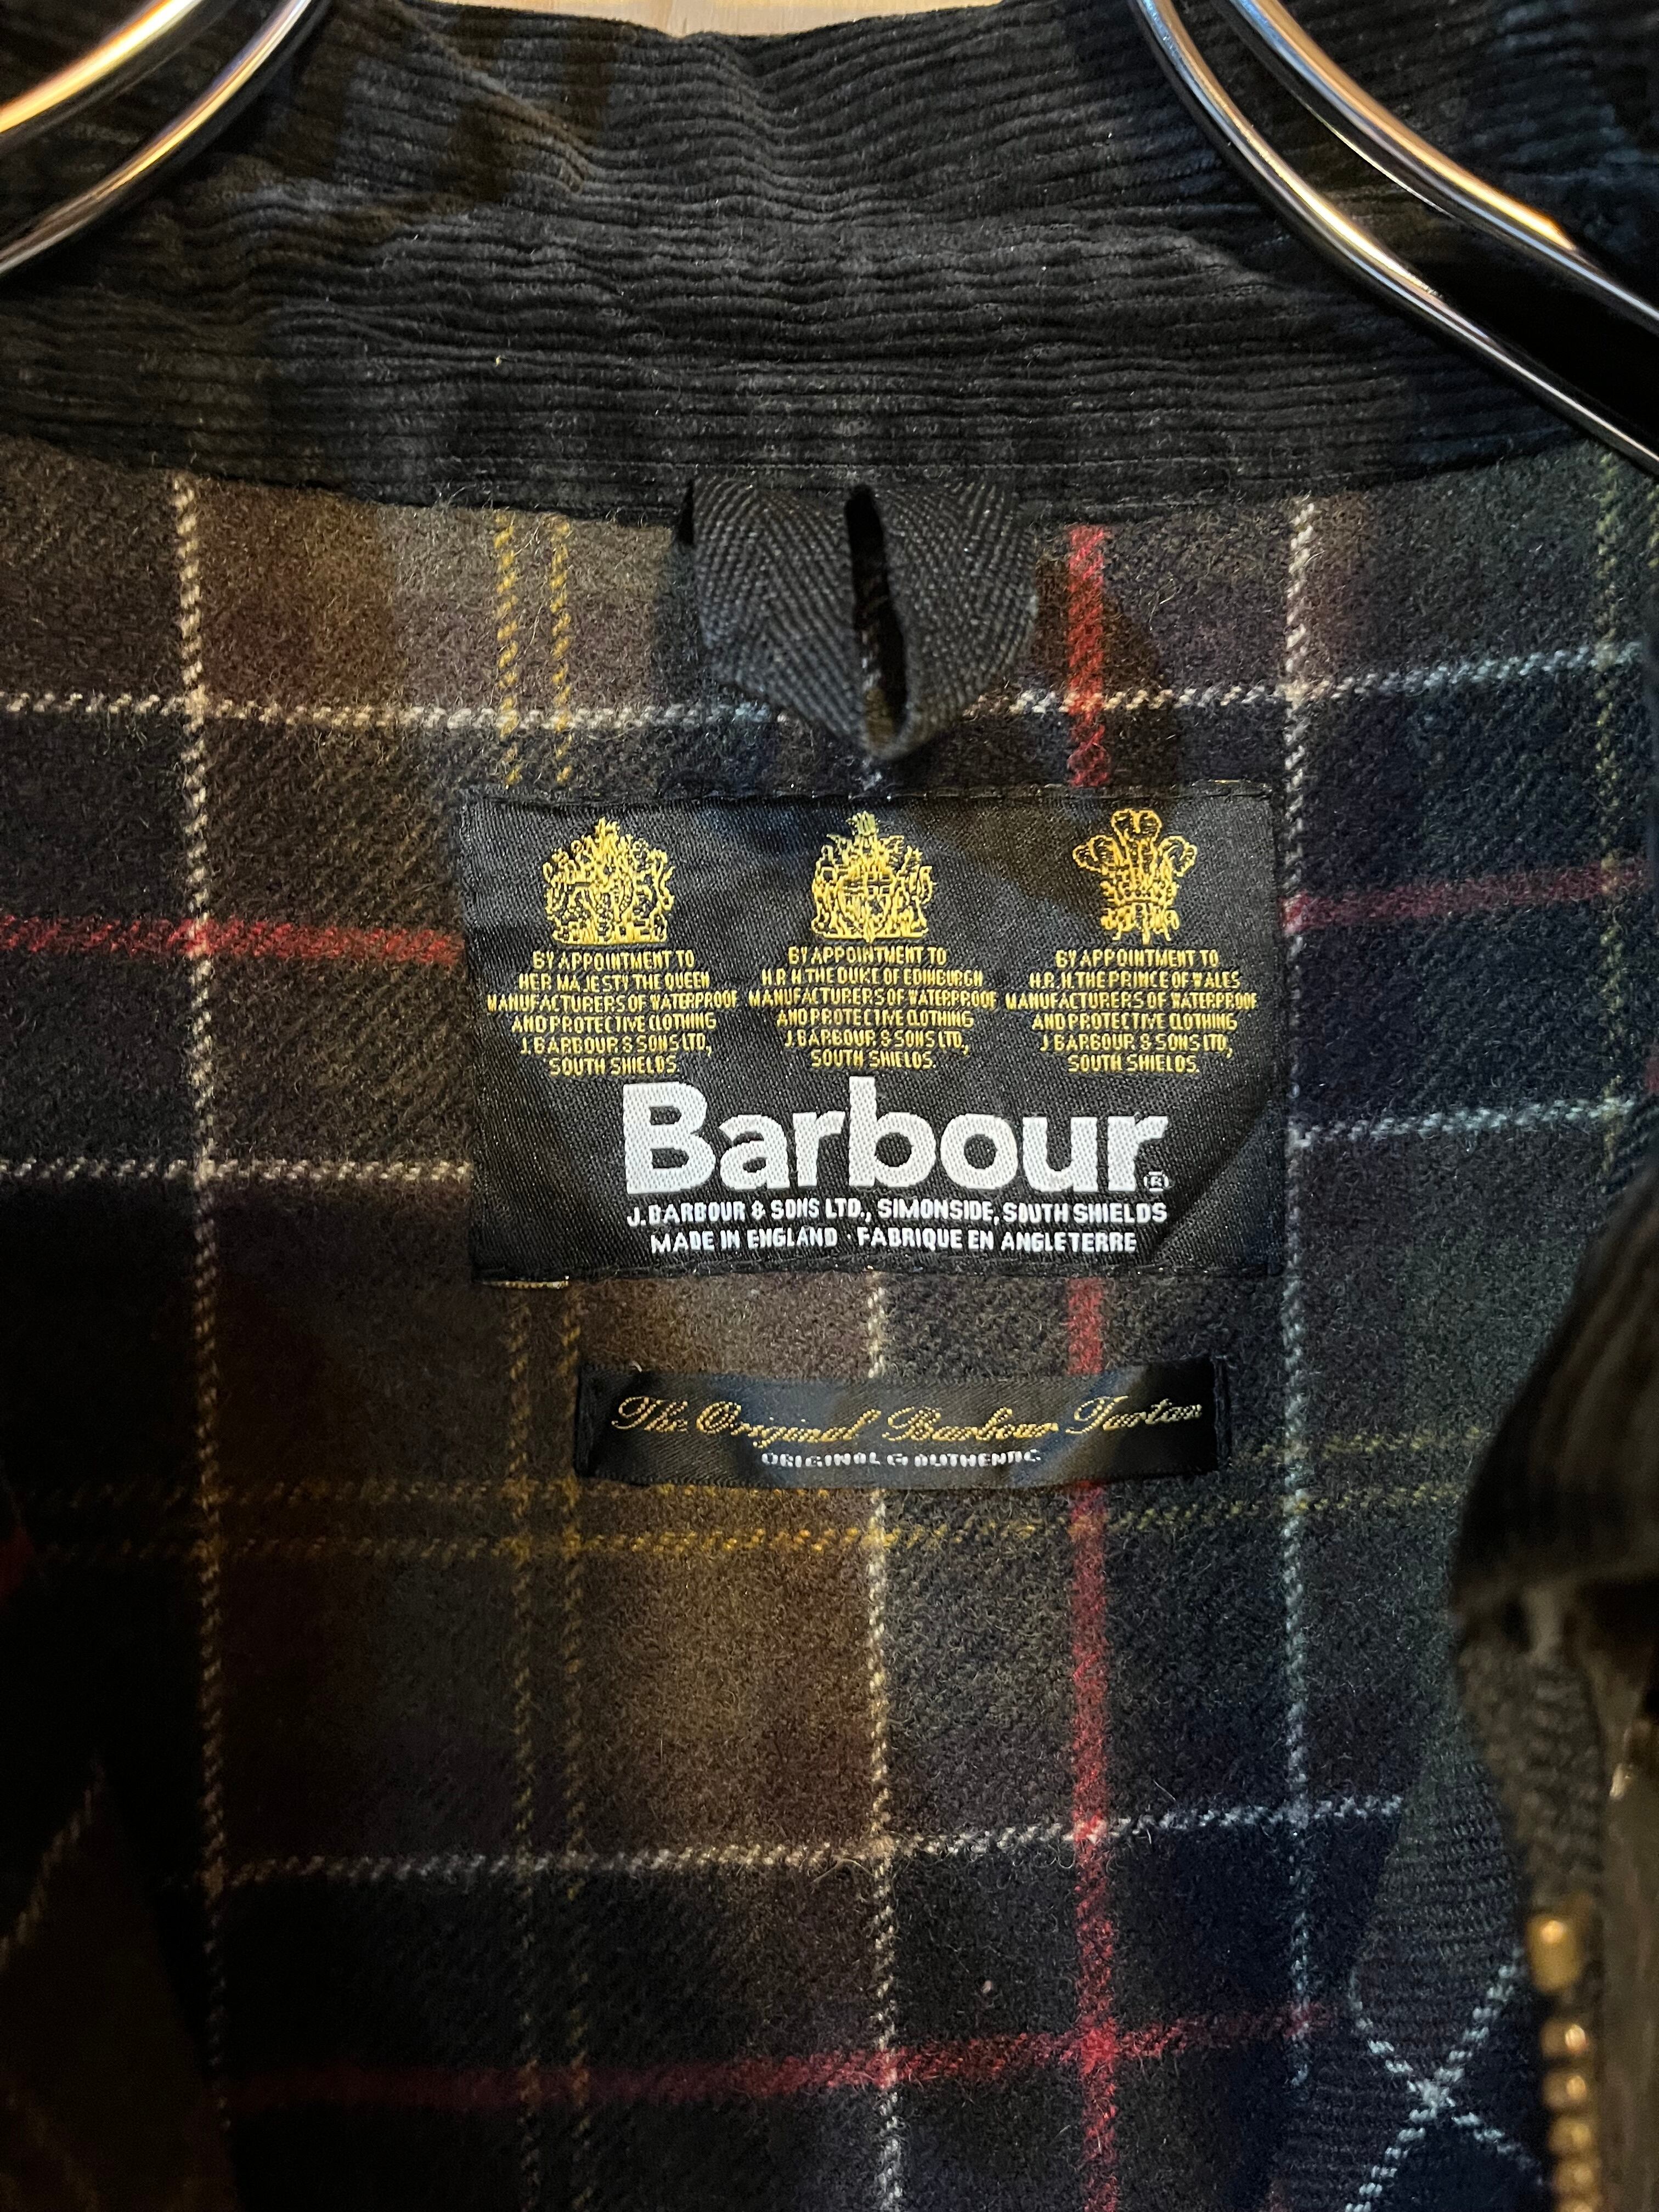 BY APPOINTMENT TO
HER MAJESTY THE QUEEN
MANUFACTURERS OF WATERPROOF
AND PROTECTIVE CLOTHING
J. BARBOUR & SONS LTD,
SOUTH SHIELDS.
BY APPOINTMENT TO
H.R.H. THE DUKE OF EDINBURGH
MANUFACTURERS OF WATERPROOF
AND PROTECTIVE CLOTHING
J. BARBOUR & SONS LTD,
SOUTH SHIELDS.
BY APPOINTMENT TO
H.R.H. THE PRINCE OF WALES
MANUFACTURERS OF WATERPROOF
AND PROTECTIVE CLOTHING
J. BARBOUR & SONS LTD,
SOUTH SHIELDS.
Barbour®
J. BARBOUR & SONS LTD., SIMONSIDE, SOUTH SHIELDS
MADE IN ENGLAND · FABRIQUE EN ANGLETERRE
The Original Barbour Tartan
ORIGINAL & AUTHENTIC